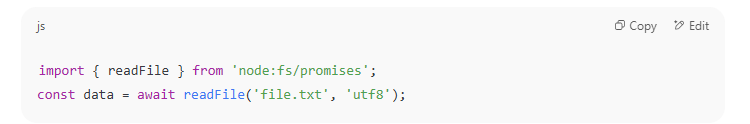 js
Copy
Edit
import { readFile } from 'node:fs/promises';
const data = await readFile('file.txt', 'utf8');